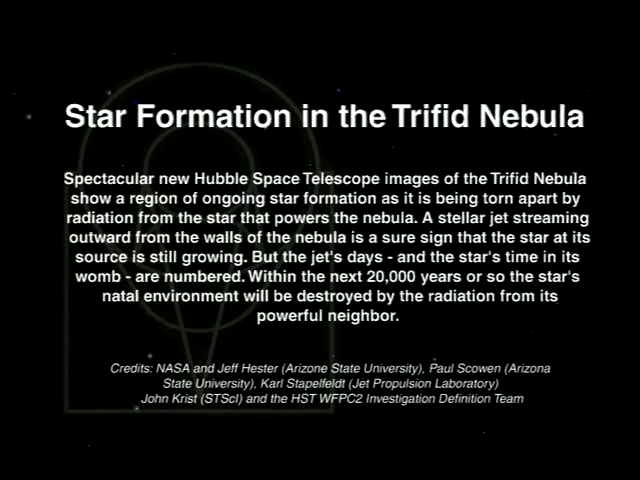 Star Formation in the Trifid Nebula
Spectacular new Hubble Space Telescope images of the Trifid Nebula
show a region of ongoing star formation as it is being torn apart by
radiation from the star that powers the nebula. A stellar jet streaming
outward from the walls of the nebula is a sure sign that the star at its
source is still growing. But the jet's days - and the star's time in its
womb - are numbered. Within the next 20,000 years or so the star's
natal environment will be destroyed by the radiation from its
powerful neighbor.
Credits: NASA and Jeff Hester (Arizone State University), Paul Scowen (Arizona
State University), Karl Stapelfeldt (Jet Propulsion Laboratory)
John Krist (STScI) and the HST WFPC2 Investigation Definition Team